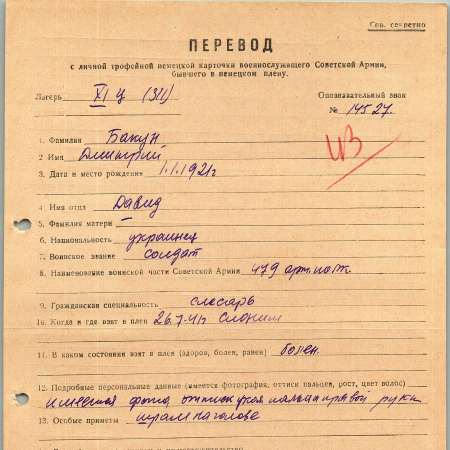 Сов. секретно
ПЕРЕВОД
с личной трофейной немецкой карточки военнослужащего Советской Армии,
бывшего в немецком плену.
Лагерь XI Ц (311) Опознавательный знак
№ 14527
ИЗ
1. Фамилия Бакун
2 Имя Дмитрий
3. Дата и место рождения 1.1.1921г
4. Имя отца Давид
5. Фамилия матери —
6. Национальность украинец
7. Воинское звание солдат
8. Наименование воинской части Советской Армии 479 арт. полк.
9. Гражданская специальность слесарь
10. Когда и где взят в плен 26.7.41г Слоним
11. В каком состоянии взят в плен (здоров, болен, ранен) болен.
12. Подробные персональные данные (имеется фотография, оттиск пальцев, рост, цвет волос)
имеется фото, оттиск указ. пальца правой руки
13. Особые приметы шрам на голове